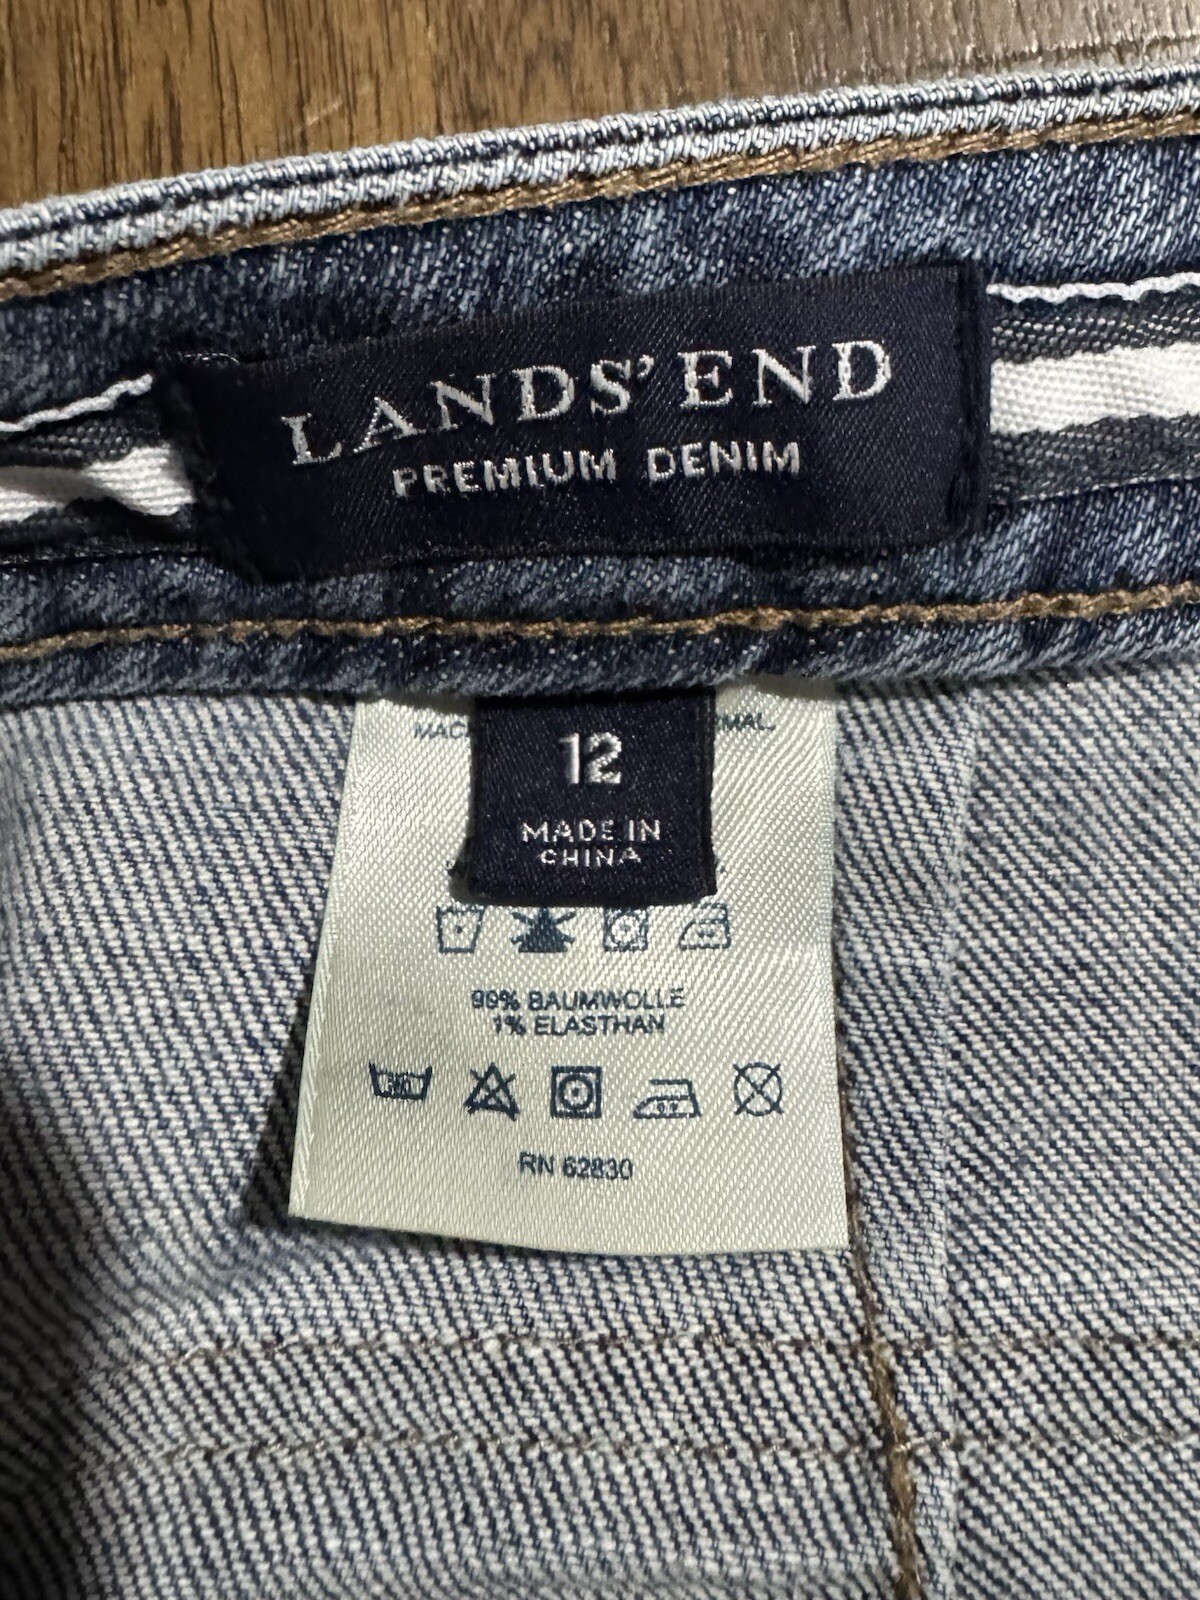 LANDS' END
PREMIUM DENIM
12
MADE IN
CHINA
99% BAUMWOLLE
1% ELASTHAN
RN 62830